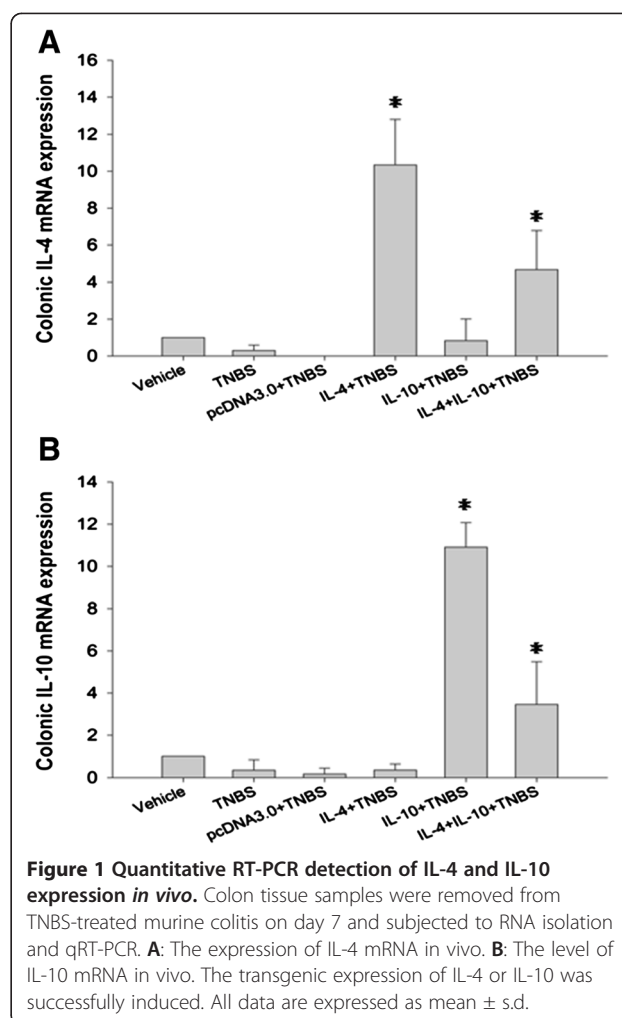 A
Colonic IL-4 mRNA expression
16
14
12
10
8
6
4
2
0
*
*
Vehicle
TNBS
pcDNA3.0+TNBS
IL-4+TNBS
IL-10+TNBS
IL-4+IL-10+TNBS
B
Colonic IL-10 mRNA expression
14
12
10
8
6
4
2
0
*
*
Vehicle
TNBS
pcDNA3.0+TNBS
IL-4+TNBS
IL-10+TNBS
IL-4+IL-10+TNBS
Figure 1 Quantitative RT-PCR detection of IL-4 and IL-10
expression in vivo. Colon tissue samples were removed from
TNBS-treated murine colitis on day 7 and subjected to RNA isolation
and qRT-PCR. A: The expression of IL-4 mRNA in vivo. B: The level of
IL-10 mRNA in vivo. The transgenic expression of IL-4 or IL-10 was
successfully induced. All data are expressed as mean ± s.d.